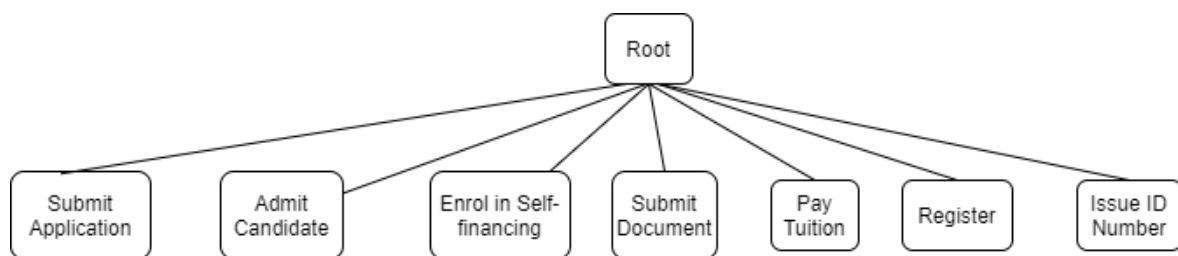 Root
Submit
Application
Admit
Candidate
Enrol in Self-
financing
Submit
Document
Pay
Tuition
Register
Issue ID
Number